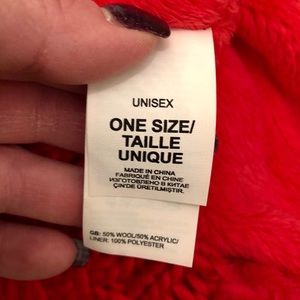 UNISEX
ONE SIZE/
TAILLE
UNIQUE
MADE IN CHINA
FABRIQUÉ EN CHINE
ИЗГОТОВЛЕНО В КИТАЕ
ÇİN'DE ÜRETİLMİŞTİR.
GB: 50% WOOL/50% ACRYLIC/
LINER: 100% POLYESTER